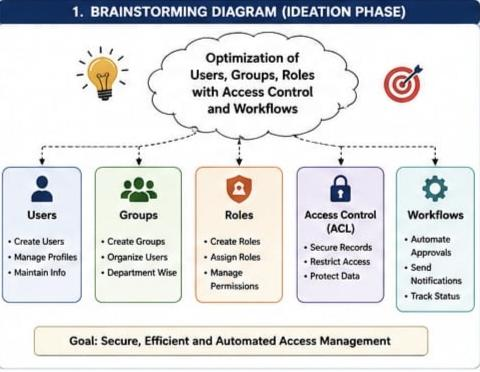 1. BRAINSTORMING DIAGRAM (IDEATION PHASE)
Optimization of
Users, Groups, Roles
with Access Control
and Workflows
Users
• Create Users
• Manage Profiles
• Maintain Info
Groups
• Create Groups
• Organize Users
• Department Wise
Roles
• Create Roles
• Assign Roles
• Manage
Permissions
Access Control
(ACL)
• Secure Records
• Restrict Access
• Protect Data
Workflows
• Automate
Approvals
• Send
Notifications
• Track Status
Goal: Secure, Efficient and Automated Access Management